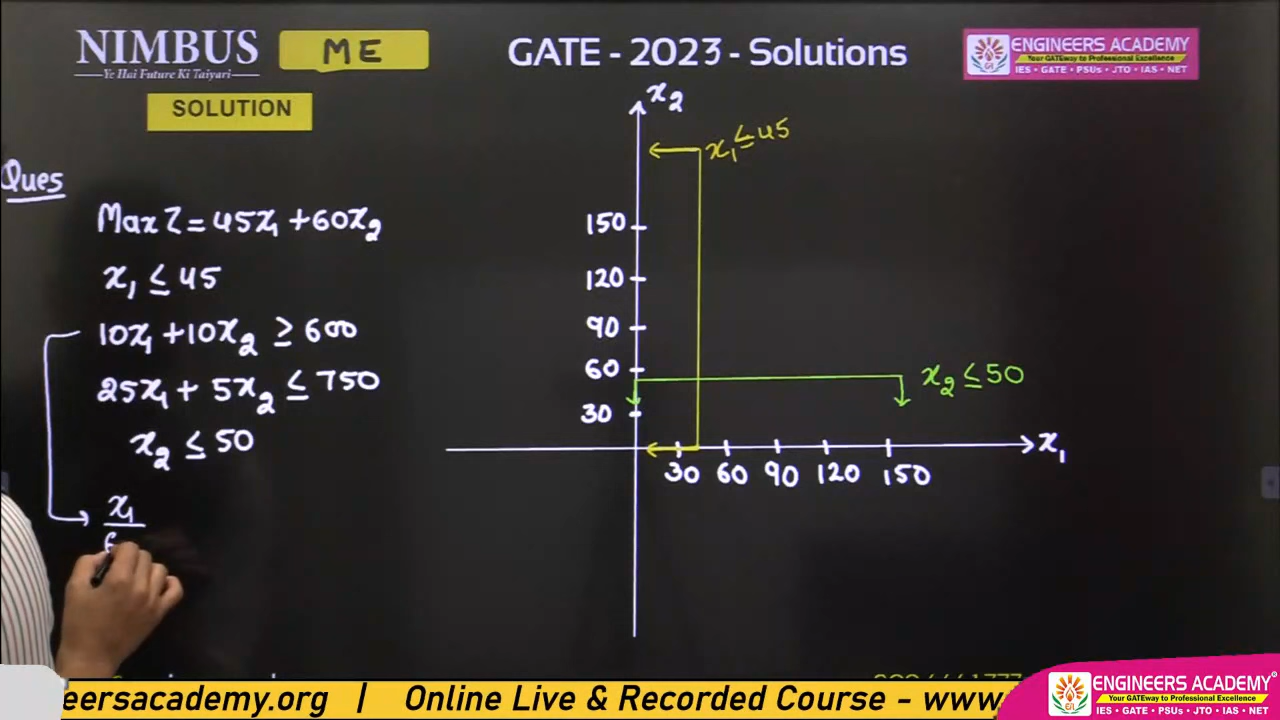 NIMBUS
Ye Hai Future Ki Taiyari
ME
GATE - 2023 - Solutions
ENGINEERS ACADEMY
Your GATEway to Professional Excellence
IES • GATE • PSUs • JTO • IAS • NET
SOLUTION
Ques
Max Z = 45x₁ + 60x₂
x₁ ≤ 45
10x₁ + 10x₂ ≥ 600
25x₁ + 5x₂ ≤ 750
x₂ ≤ 50
x₁
x₂
x₁ ≤ 45
150
120
90
60
30
x₂ ≤ 50
x₁
30 60 90 120 150
eersacademy.org | Online Live & Recorded Course - www.
ENGINEERS ACADEMY
Your GATEway to Professional Excellence
IES • GATE • PSUs • JTO • IAS • NET